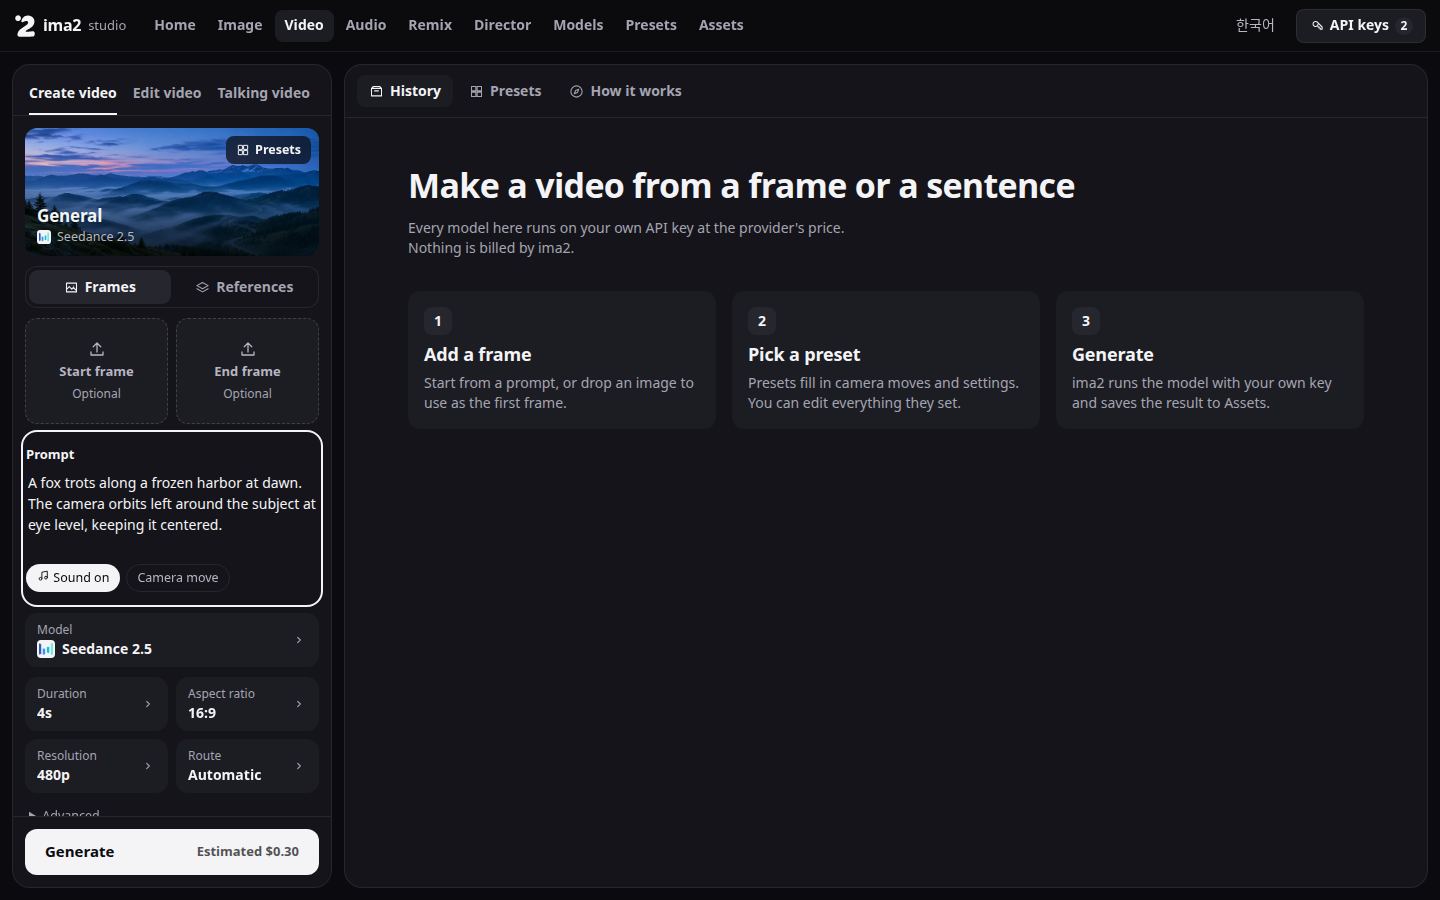 ima2 studio Home Image Video Audio Remix Director Models Presets Assets 한국어 API keys 2
Create video Edit video Talking video
Presets
General
Seedance 2.5
Frames References
Start frame End frame
Optional Optional
Prompt
A fox trots along a frozen harbor at dawn.
The camera orbits left around the subject at
eye level, keeping it centered.
Sound on Camera move
Model
Seedance 2.5
Duration Aspect ratio
4s 16:9
Resolution Route
480p Automatic
Advanced
Generate Estimated $0.30
History Presets How it works
Make a video from a frame or a sentence
Every model here runs on your own API key at the provider's price.
Nothing is billed by ima2.
1
Add a frame
Start from a prompt, or drop an image to
use as the first frame.
2
Pick a preset
Presets fill in camera moves and settings.
You can edit everything they set.
3
Generate
ima2 runs the model with your own key
and saves the result to Assets.